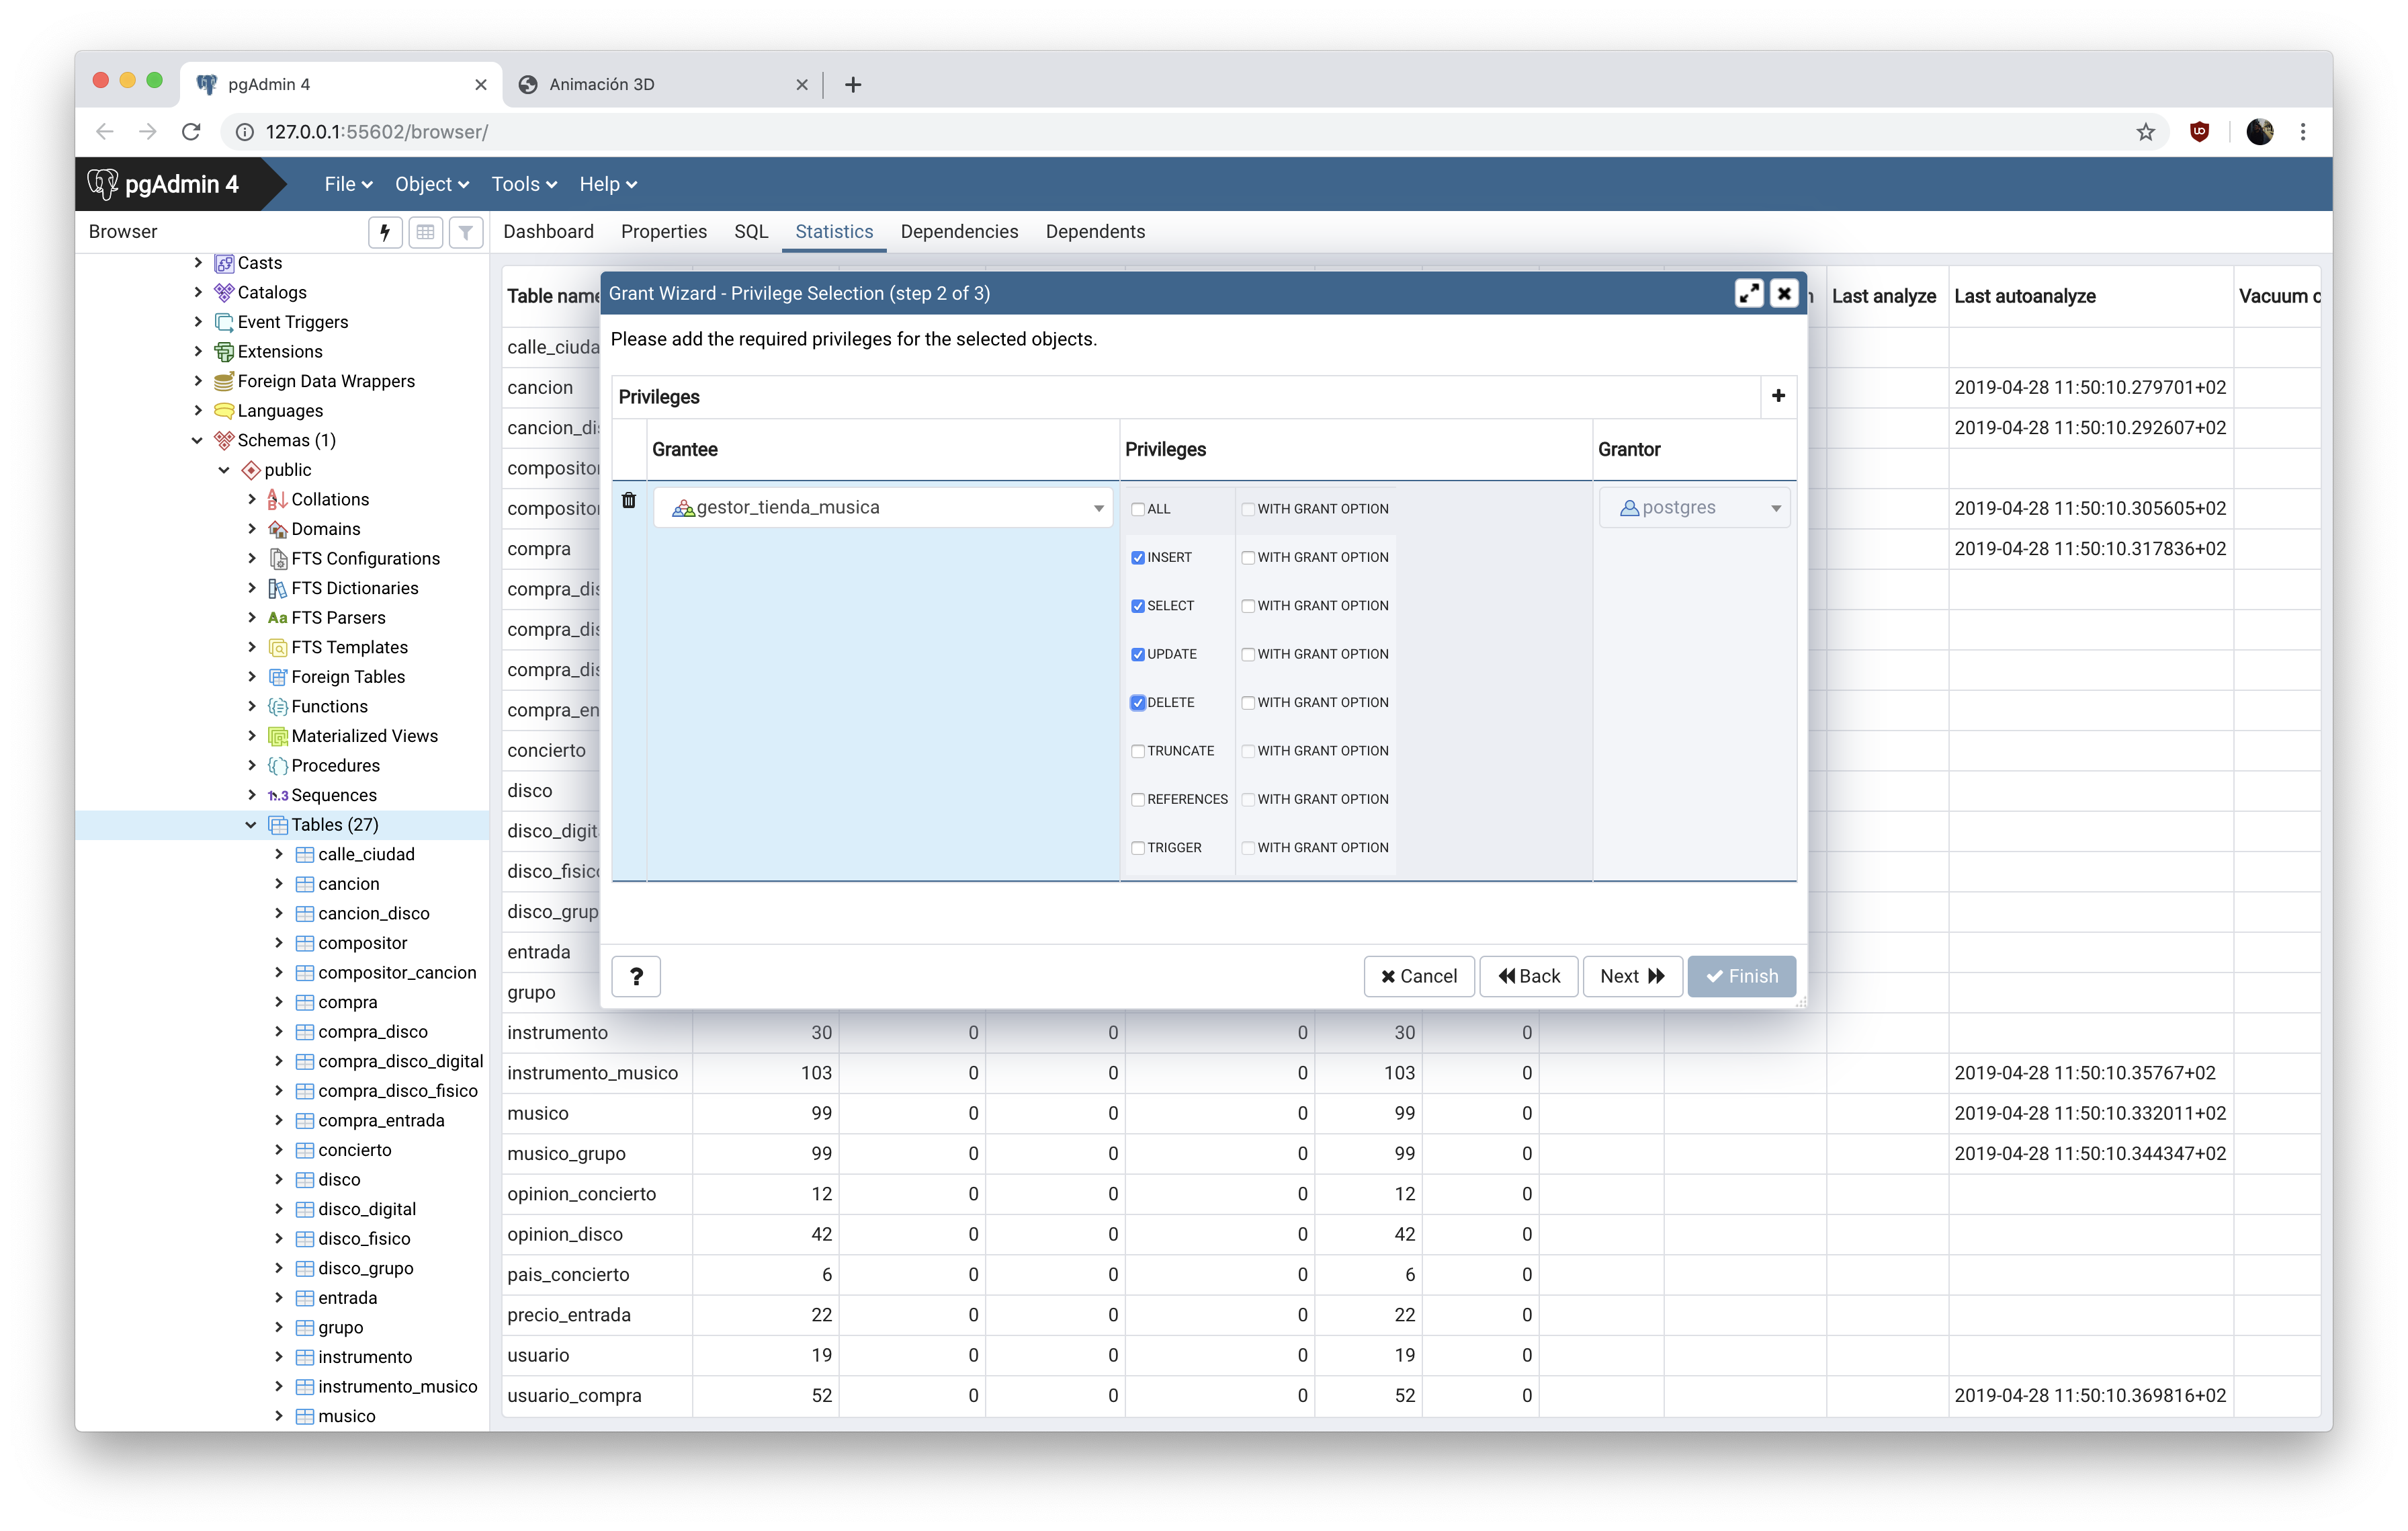 pgAdmin 4
Animación 3D
127.0.0.1:55602/browser/
pgAdmin 4
File
Object
Tools
Help
Browser
Dashboard
Properties
SQL
Statistics
Dependencies
Dependents
Casts
Catalogs
Event Triggers
Extensions
Foreign Data Wrappers
Languages
Schemas (1)
public
Collations
Domains
FTS Configurations
FTS Dictionaries
Aa FTS Parsers
FTS Templates
Foreign Tables
Functions
Materialized Views
Procedures
1..3 Sequences
Tables (27)
calle_ciudad
cancion
cancion_disco
compositor
compositor_cancion
compra
compra_disco
compra_disco_digital
compra_disco_fisico
compra_entrada
concierto
disco
disco_digital
disco_fisico
disco_grupo
entrada
grupo
instrumento
instrumento_musico
musico
Grant Wizard - Privilege Selection (step 2 of 3)
Please add the required privileges for the selected objects.
Privileges
Grantee Privileges Grantor
gestor_tienda_musica
ALL WITH GRANT OPTION
postgres
INSERT WITH GRANT OPTION
SELECT WITH GRANT OPTION
UPDATE WITH GRANT OPTION
DELETE WITH GRANT OPTION
TRUNCATE WITH GRANT OPTION
REFERENCES WITH GRANT OPTION
TRIGGER WITH GRANT OPTION
?
Cancel
Back
Next
Finish
Table name Last analyze Last autoanalyze Vacuum c
calle_ciuda
cancion 2019-04-28 11:50:10.279701+02
cancion_di 2019-04-28 11:50:10.292607+02
composito
composito 2019-04-28 11:50:10.305605+02
compra 2019-04-28 11:50:10.317836+02
compra_dis
compra_dis
compra_dis
compra_en
concierto
disco
disco_digit
disco_fisic
disco_grup
entrada
grupo
instrumento 30 0 0 0 30 0
instrumento_musico 103 0 0 0 103 0 2019-04-28 11:50:10.35767+02
musico 99 0 0 0 99 0 2019-04-28 11:50:10.332011+02
musico_grupo 99 0 0 0 99 0 2019-04-28 11:50:10.344347+02
opinion_concierto 12 0 0 0 12 0
opinion_disco 42 0 0 0 42 0
pais_concierto 6 0 0 0 6 0
precio_entrada 22 0 0 0 22 0
usuario 19 0 0 0 19 0
usuario_compra 52 0 0 0 52 0 2019-04-28 11:50:10.369816+02